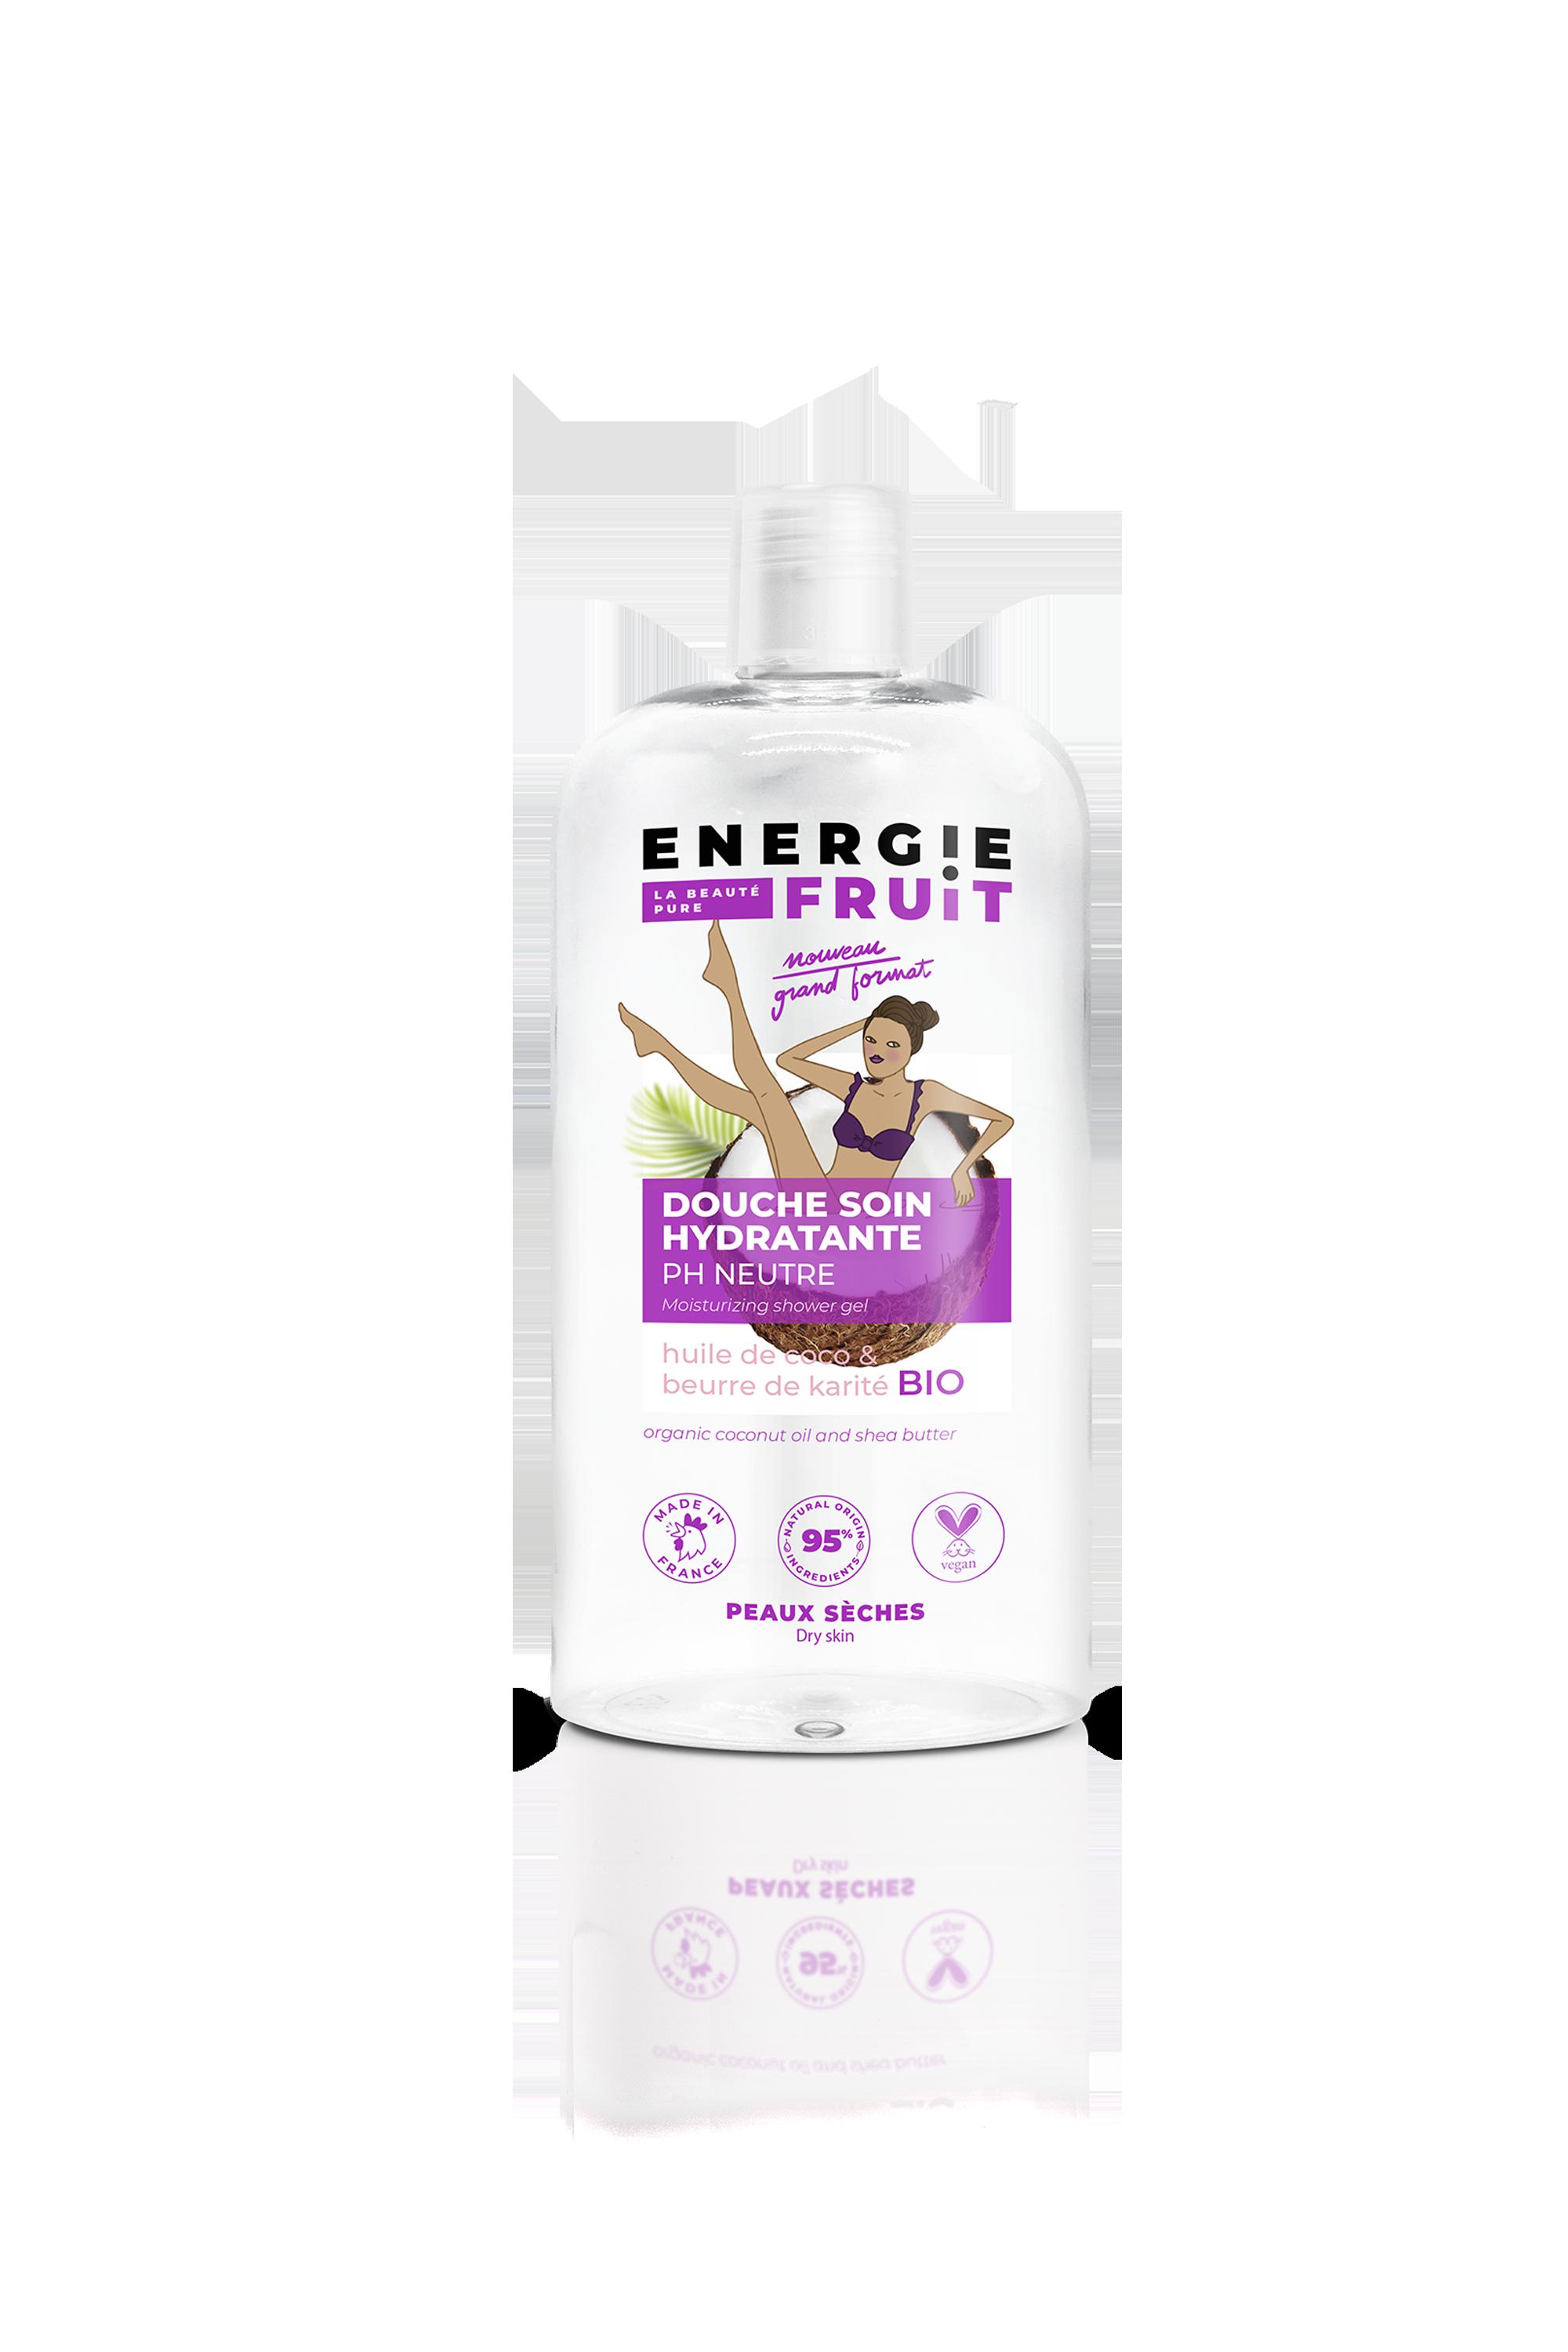 ENERGIE
LA BEAUTÉ
PURE
FRUiT
nouveau
grand format
DOUCHE SOIN
HYDRATANTE
PH NEUTRE
Moisturizing shower gel
huile de coco &
beurre de karité BIO
organic coconut oil and shea butter
MADE IN
FRANCE
NATURAL ORIGIN
95%
INGREDIENTS
vegan
PEAUX SÈCHES
Dry skin